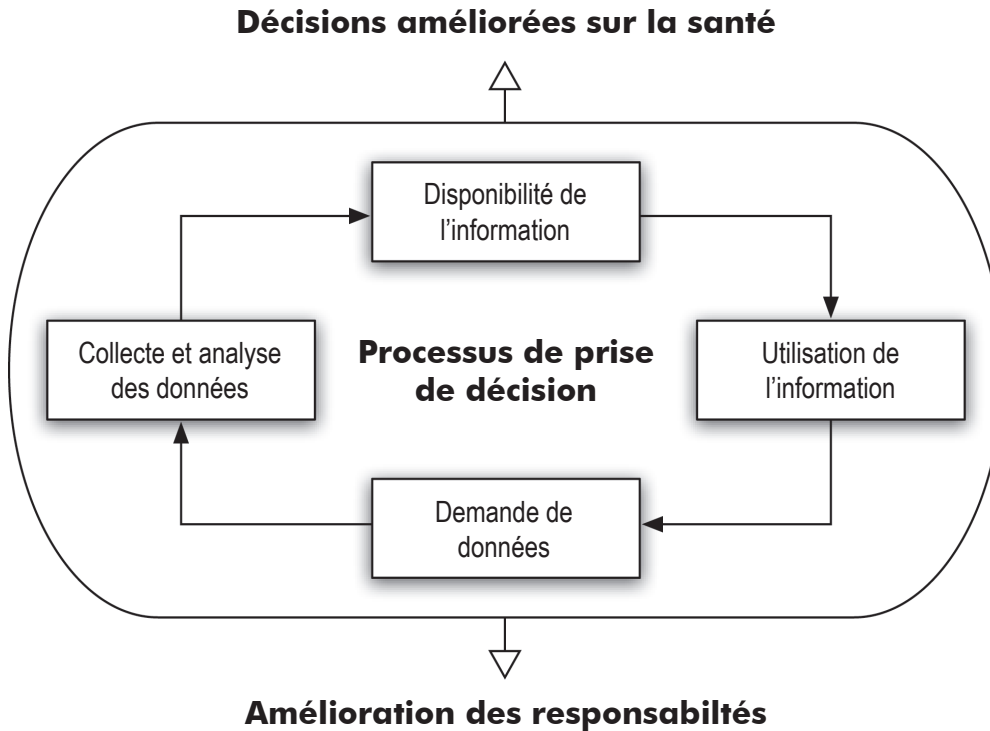 Décisions améliorées sur la santé
Disponibilité de
l’information
Collecte et analyse
des données
Processus de prise
de décision
Utilisation de
l’information
Demande de
données
Amélioration des responsabiltés